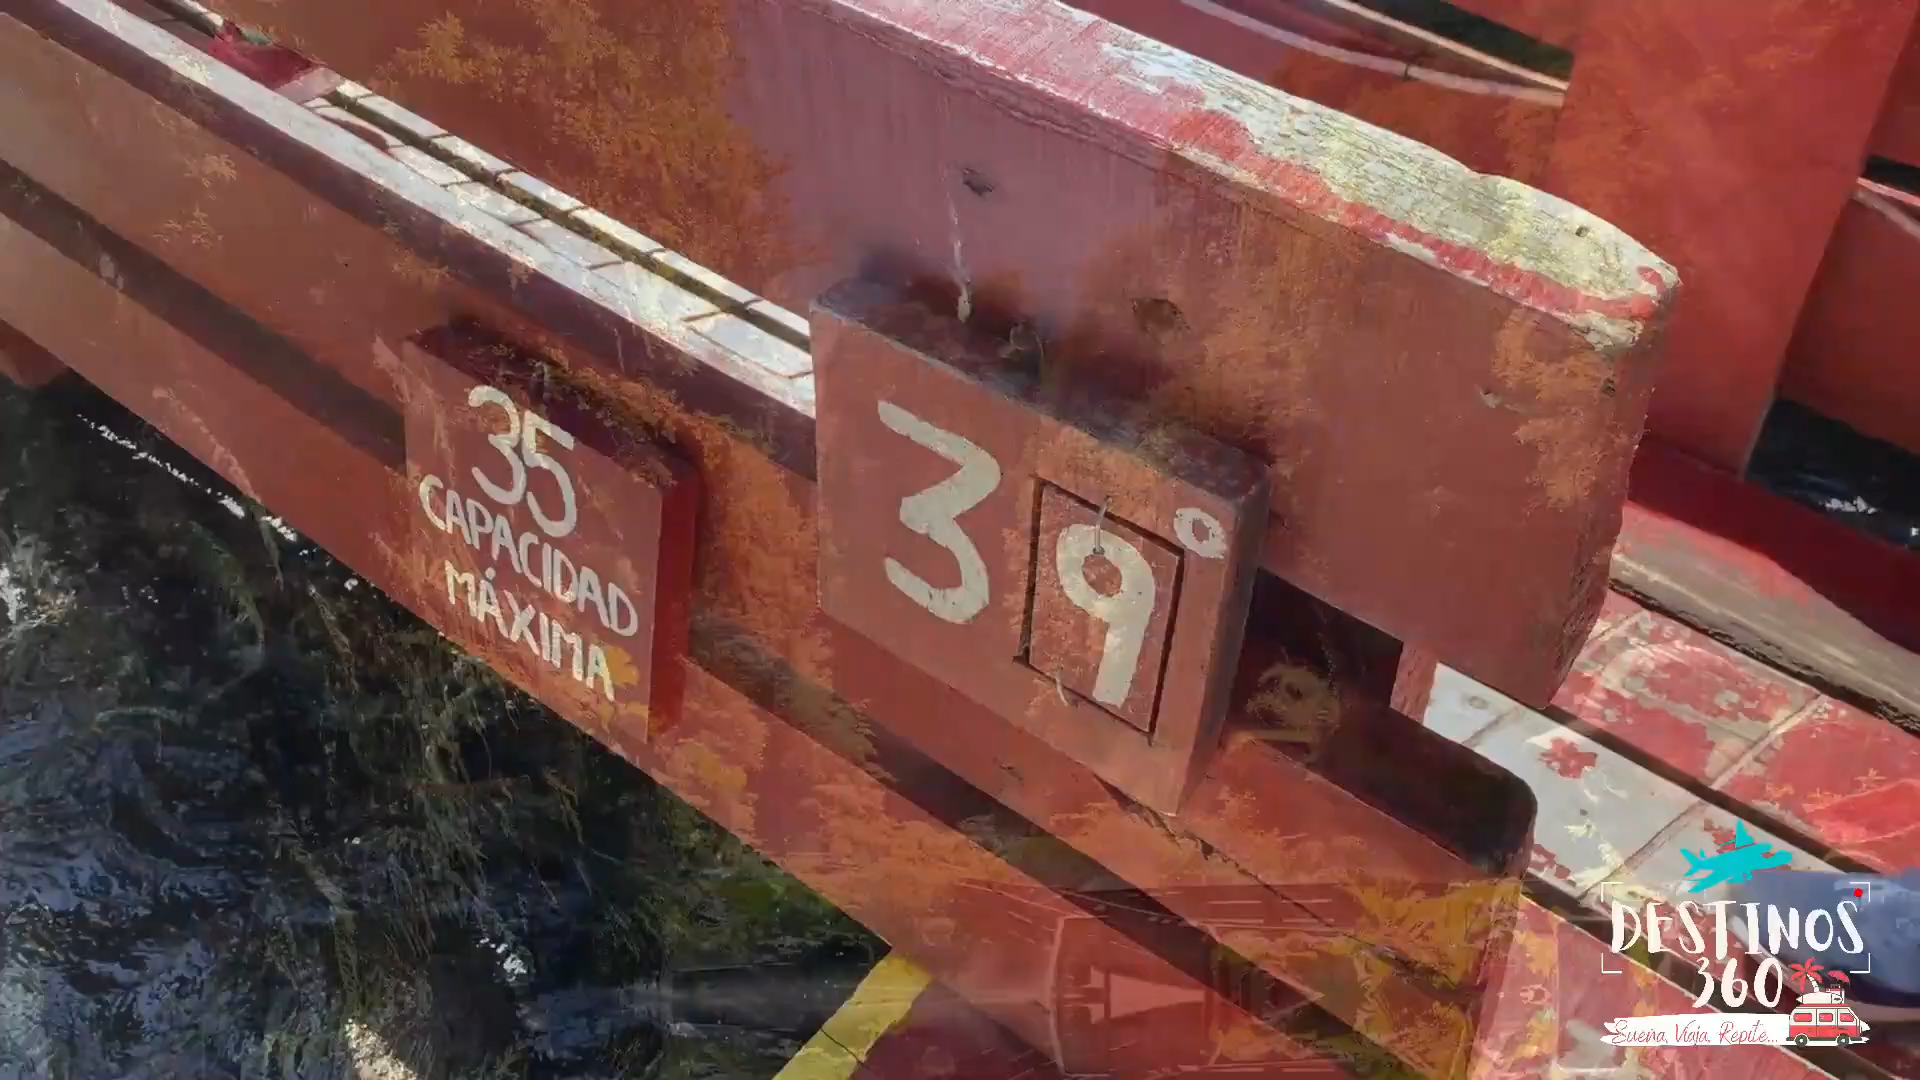 35
CAPACIDAD
MÁXIMA
39°
DESTINOS
360
Sueña, Viaja, Repite...